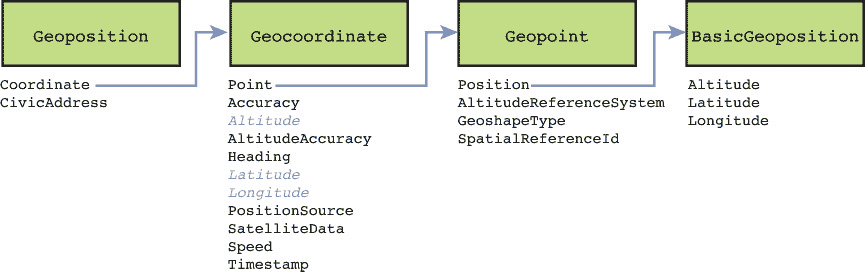 Geoposition
Coordinate
CivicAddress
Geocoordinate
Point
Accuracy
Altitude
AltitudeAccuracy
Heading
Latitude
Longitude
PositionSource
SatelliteData
Speed
Timestamp
Geopoint
Position
AltitudeReferenceSystem
GeoshapeType
SpatialReferenceId
BasicGeoposition
Altitude
Latitude
Longitude